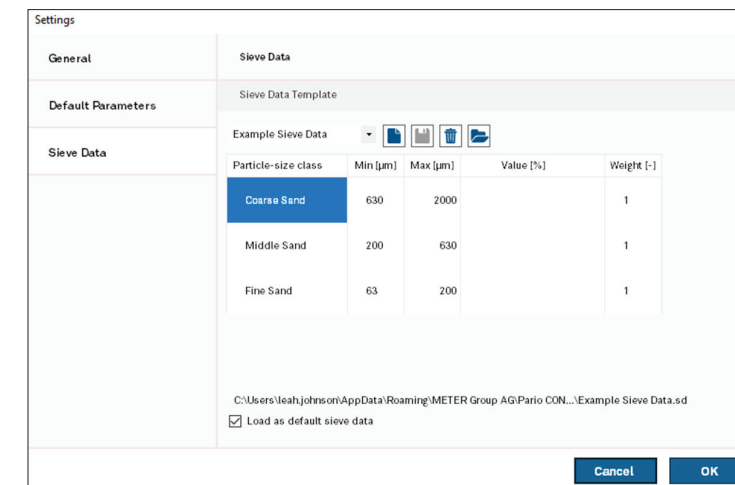 Settings
General
Default Parameters
Sieve Data
Sieve Data
Sieve Data Template
Example Sieve Data
Particle-size class Min [µm] Max [µm] Value [%] Weight [-]
Coarse Sand 630 2000 1
Middle Sand 200 630 1
Fine Sand 63 200 1
C:\Users\leah.johnson\AppData\Roaming\METER Group AG\Pario CON...\Example Sieve Data.sd
Load as default sieve data
Cancel OK